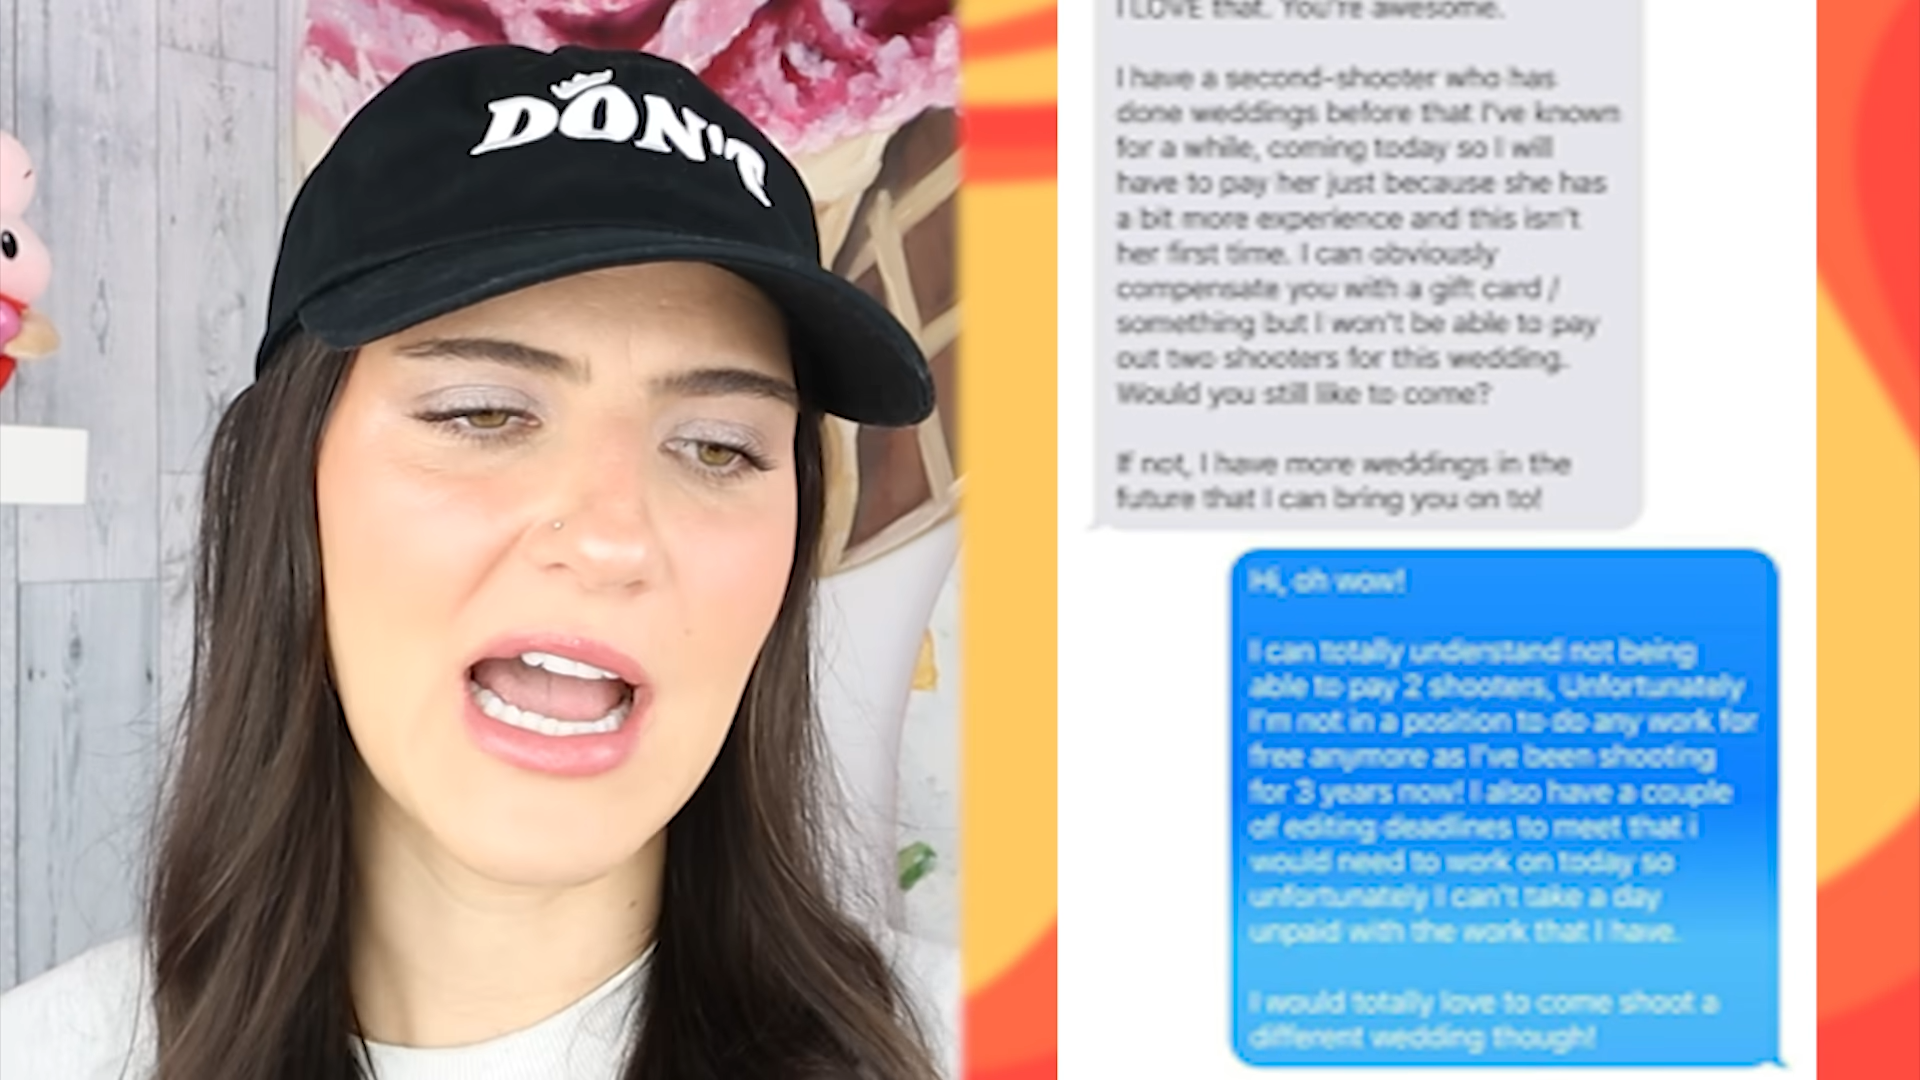 DON'T
I LOVE that. You're awesome.
I have a second-shooter who has
done weddings before that I've known
for a while, coming today so I will
have to pay her just because she has
a bit more experience and this isn't
her first time. I can obviously
compensate you with a gift card /
something but I won't be able to pay
out two shooters for this wedding.
Would you still like to come?
If not, I have more weddings in the
future that I can bring you on to!
Hi, oh wow!
I can totally understand not being
able to pay 2 shooters, Unfortunately
I'm not in a position to do any work for
free anymore as I've been shooting
for 3 years now! I also have a couple
of editing deadlines to meet that i
would need to work on today so
unfortunately I can't take a day
unpaid with the work that I have.
I would totally love to come shoot a
different wedding though!